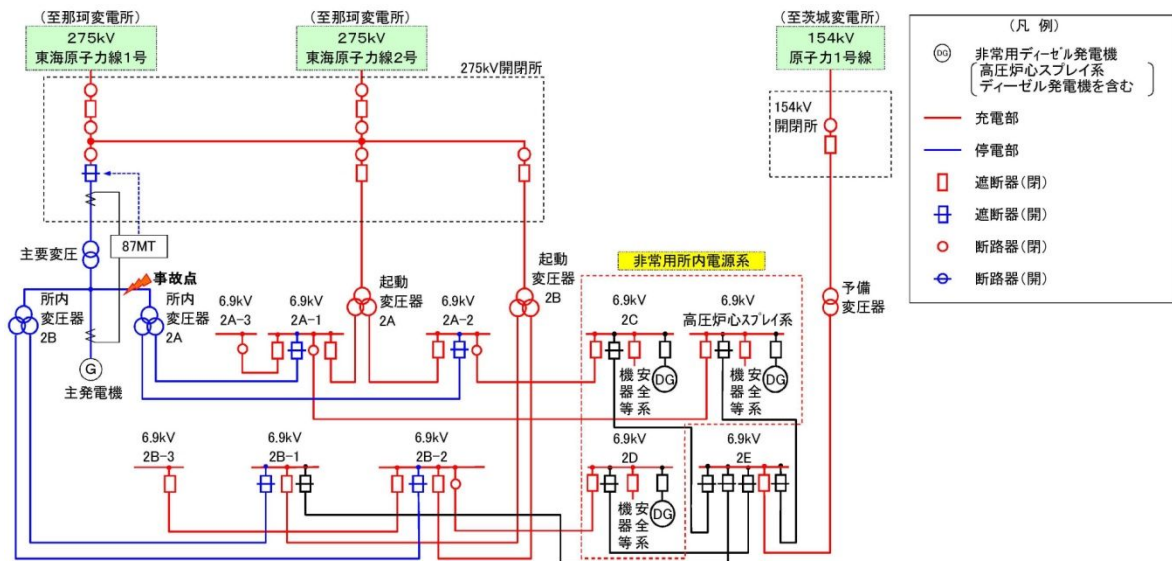 (至那珂変電所)
275kV
東海原子力線1号
(至那珂変電所)
275kV
東海原子力線2号
(至茨城変電所)
154kV
原子力1号線
275kV開閉所
154kV
開閉所
(凡 例)
DG
非常用ディーゼル発電機
高圧炉心スプレイ系
ディーゼル発電機を含む
充電部
停電部
遮断器(閉)
遮断器(開)
断路器(閉)
断路器(開)
主要変圧
87MT
事故点
所内
変圧器
2B
所内
変圧器
2A
G
主発電機
6.9kV
2A-3
6.9kV
2A-1
起動
変圧器
2A
6.9kV
2A-2
起動
変圧器
2B
非常用所内電源系
6.9kV
2C
安全系
機器等
DG
6.9kV
高圧炉心スプレイ系
安全系
機器等
DG
予備
変圧器
6.9kV
2B-3
6.9kV
2B-1
6.9kV
2B-2
6.9kV
2D
安全系
機器等
DG
6.9kV
2E